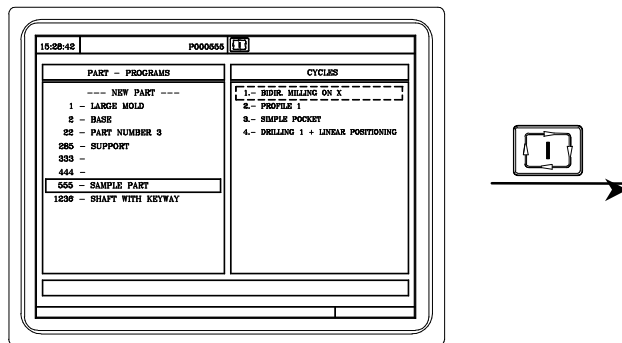 15:28:42 P000555
PART - PROGRAMS
--- NEW PART ---
1 - LARGE MOLD
2 - BASE
22 - PART NUMBER 3
285 - SUPPORT
333 -
444 -
555 - SAMPLE PART
1236 - SHAFT WITH KEYWAY
CYCLES
1.- BIDIR. MILLING ON X
2.- PROFILE 1
3.- SIMPLE POCKET
4.- DRILLING 1 + LINEAR POSITIONING